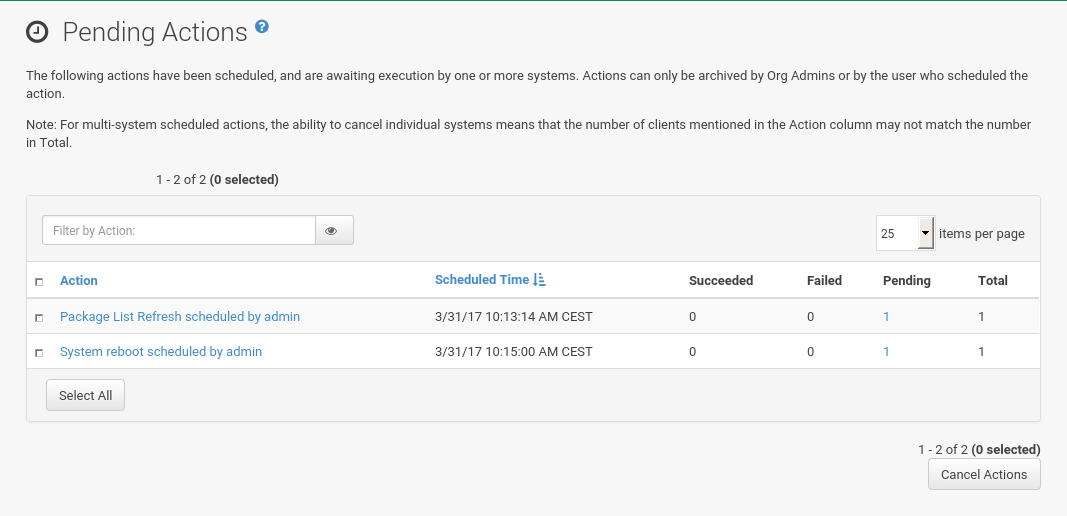 Pending Actions ?
The following actions have been scheduled, and are awaiting execution by one or more systems. Actions can only be archived by Org Admins or by the user who scheduled the
action.
Note: For multi-system scheduled actions, the ability to cancel individual systems means that the number of clients mentioned in the Action column may not match the number
in Total.
1 - 2 of 2 (0 selected)
Filter by Action: 25 items per page
Action Scheduled Time Succeeded Failed Pending Total
Package List Refresh scheduled by admin 3/31/17 10:13:14 AM CEST 0 0 1 1
System reboot scheduled by admin 3/31/17 10:15:00 AM CEST 0 0 1 1
Select All
1 - 2 of 2 (0 selected)
Cancel Actions